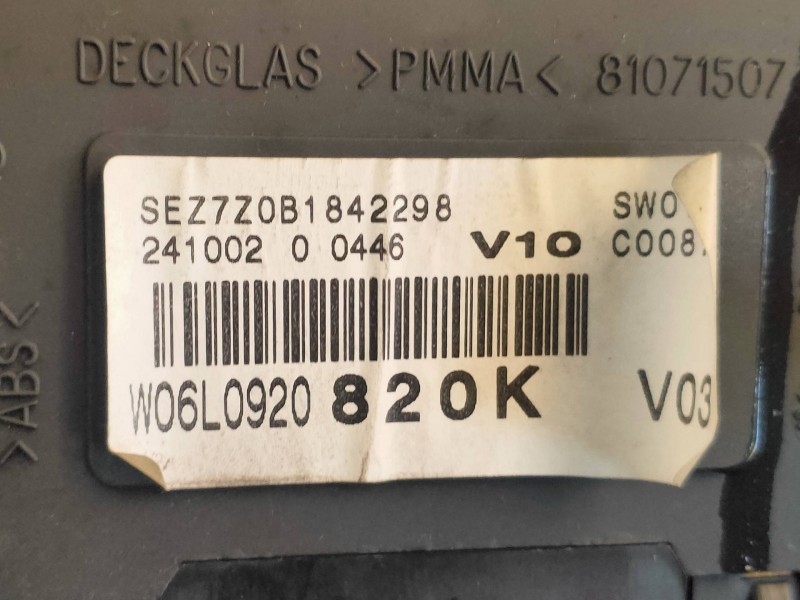 DECKGLAS >PMMA< 81071507
SEZ7Z0B1842298 SW0
241002 0 0446 V10 C008
W06L0920 820K V03
>ABS<